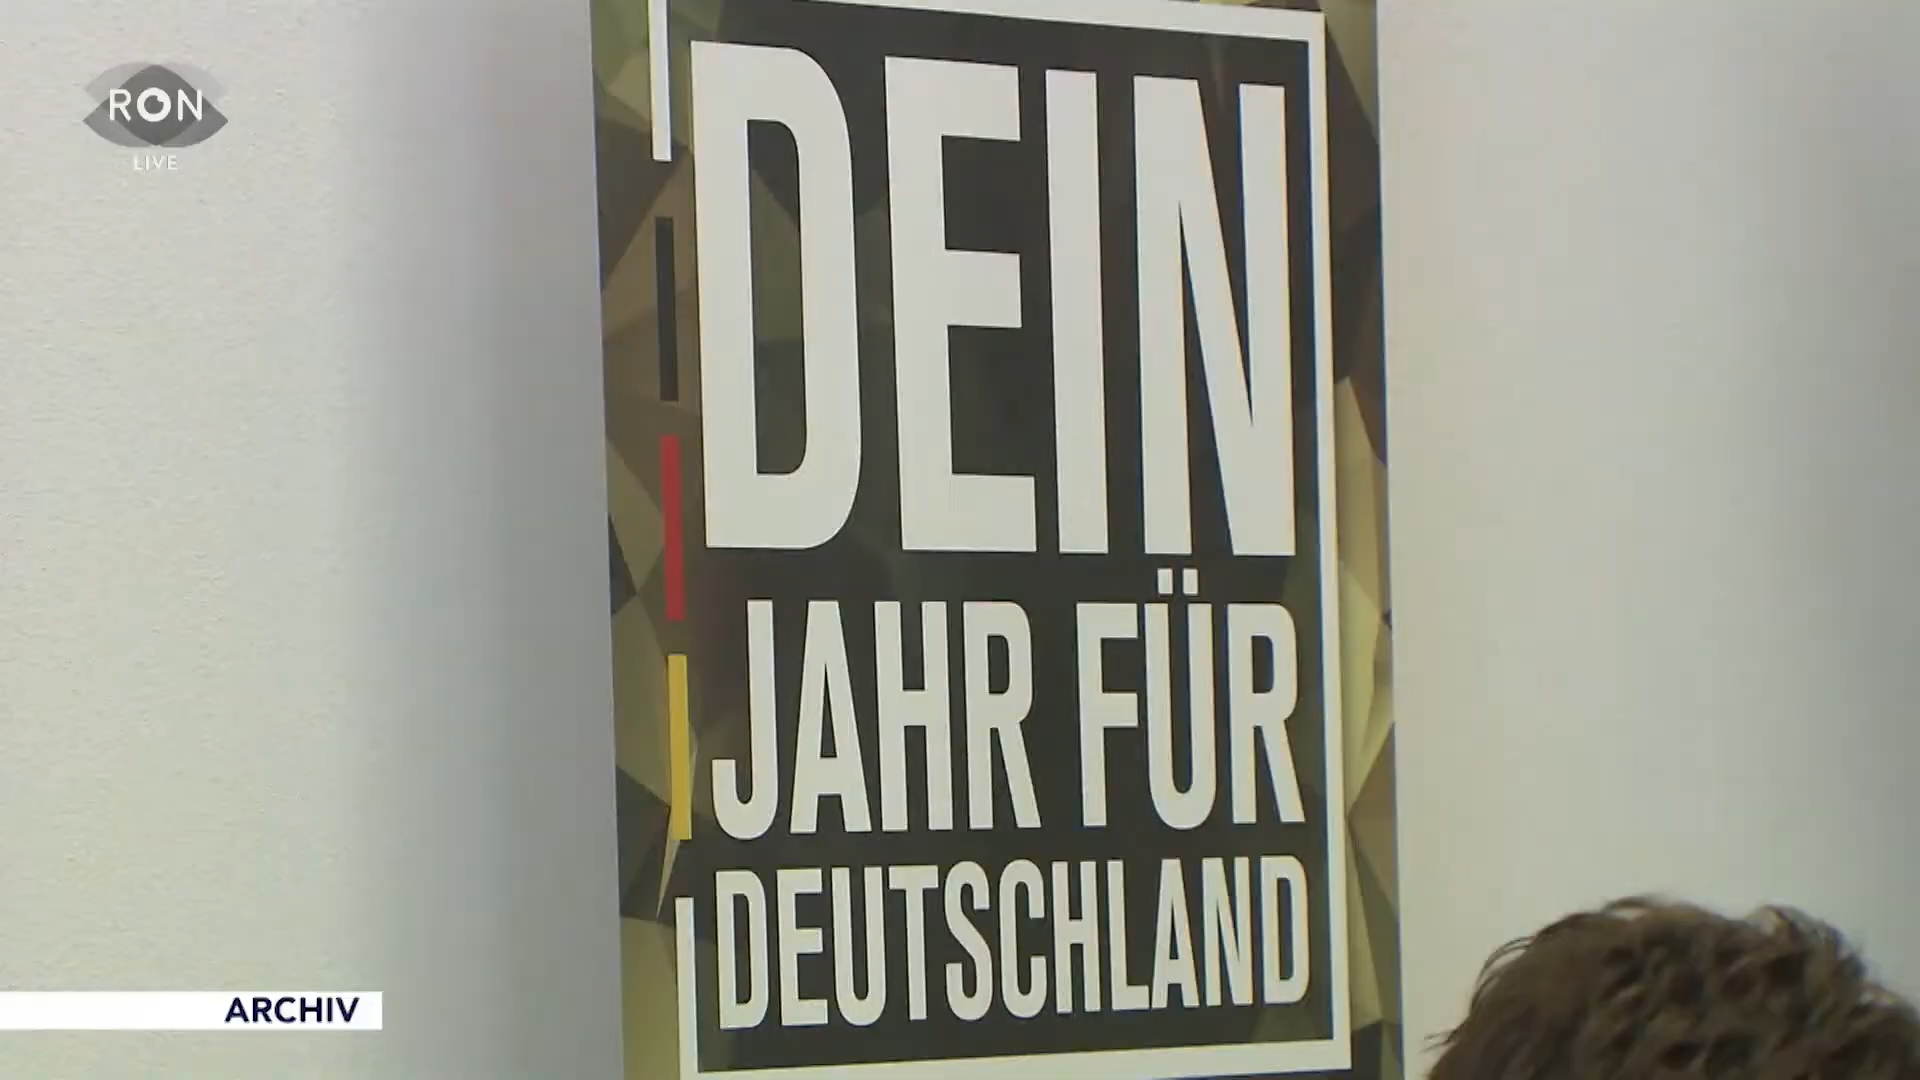 RON
LIVE
DEIN
JAHR FÜR
DEUTSCHLAND
ARCHIV